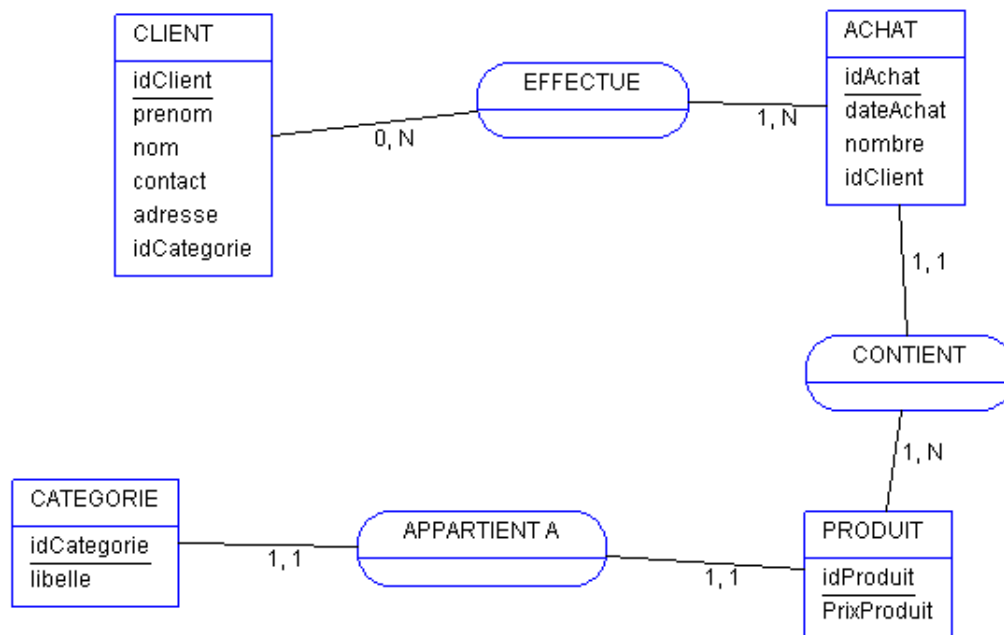 CLIENT
idClient
prenom
nom
contact
adresse
idCategorie
EFFECTUE
0, N
1, N
ACHAT
idAchat
dateAchat
nombre
idClient
1, 1
CONTIENT
1, N
CATEGORIE
idCategorie
libelle
1, 1
APPARTIENT A
1, 1
PRODUIT
idProduit
PrixProduit